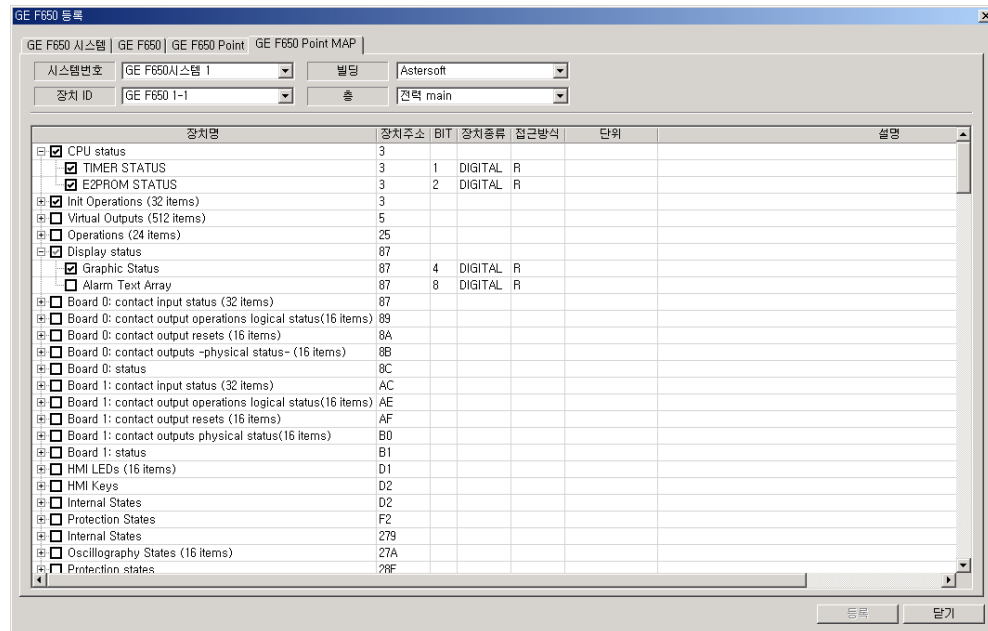 GE F650 등록
GE F650 시스템 GE F650 GE F650 Point GE F650 Point MAP
시스템번호 GE F650시스템 1 빌딩 Astersoft
장치 ID GE F650 1-1 층 전력 main
장치명 장치주소 BIT 장치종류 접근방식 단위 설명
CPU status 3
TIMER STATUS 3 1 DIGITAL R
E2PROM STATUS 3 2 DIGITAL R
Init Operations (32 items) 3
Virtual Outputs (512 items) 5
Operations (24 items) 25
Display status 87
Graphic Status 87 4 DIGITAL R
Alarm Text Array 87 8 DIGITAL R
Board 0: contact input status (32 items) 87
Board 0: contact output operations logical status(16 items) 89
Board 0: contact output resets (16 items) 8A
Board 0: contact outputs -physical status- (16 items) 8B
Board 0: status 8C
Board 1: contact input status (32 items) AC
Board 1: contact output operations logical status(16 items) AE
Board 1: contact output resets (16 items) AF
Board 1: contact outputs physical status(16 items) B0
Board 1: status B1
HMI LEDs (16 items) D1
HMI Keys D2
Internal States D2
Protection States F2
Internal States 279
Oscillography States (16 items) 27A
Protection states 28F
등록 닫기